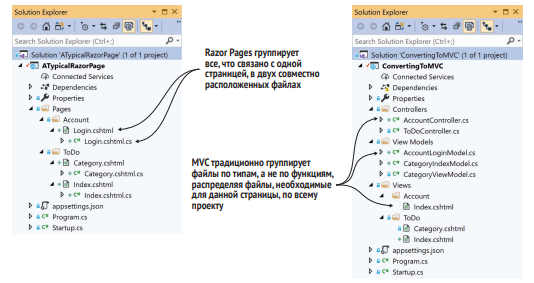 Solution Explorer
Search Solution Explorer (Ctrl+;)
Solution 'ATypicalRazorPage' (1 of 1 project)
ATypicalRazorPage
Connected Services
Dependencies
Properties
Pages
Account
Login.cshtml
Login.cshtml.cs
ToDo
Category.cshtml
Category.cshtml.cs
Index.cshtml
Index.cshtml.cs
appsettings.json
C# Program.cs
C# Startup.cs
Razor Pages группирует
все, что связано с одной
страницей, в двух совместно
расположенных файлах
MVC традиционно группирует
файлы по типам, а не по функциям,
распределяя файлы, необходимые
для данной страницы, по всему
проекту
Solution Explorer
Search Solution Explorer (Ctrl+;)
Solution 'ConvertingToMVC' (1 of 1 project)
ConvertingToMVC
Connected Services
Dependencies
Properties
Controllers
C# AccountController.cs
C# ToDoController.cs
View Models
C# AccountLoginModel.cs
C# CategoryIndexModel.cs
C# CategoryViewModel.cs
Views
Account
Index.cshtml
ToDo
Category.cshtml
Index.cshtml
appsettings.json
C# Program.cs
C# Startup.cs